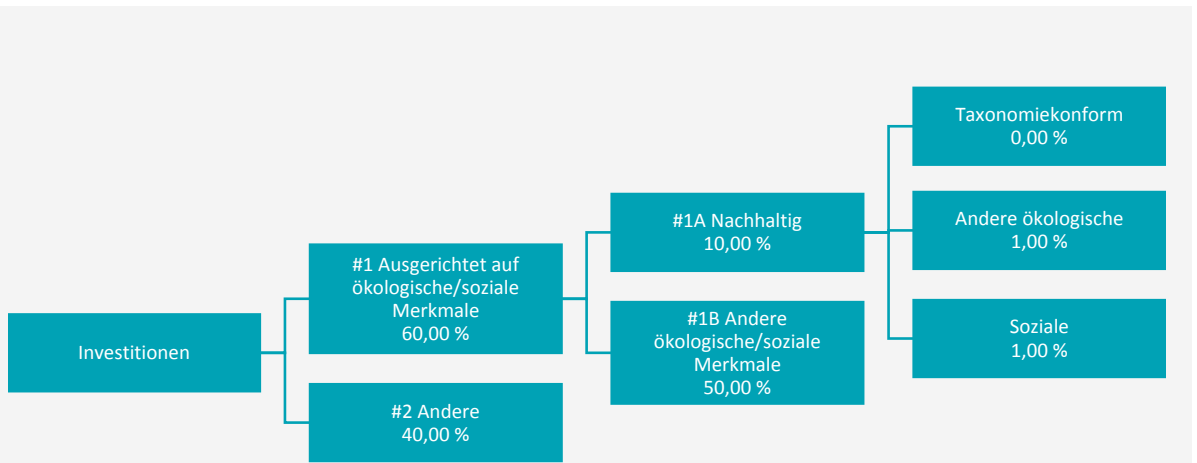 Investitionen
#1 Ausgerichtet auf
ökologische/soziale
Merkmale
60,00 %
#2 Andere
40,00 %
#1A Nachhaltig
10,00 %
#1B Andere
ökologische/soziale
Merkmale
50,00 %
Taxonomiekonform
0,00 %
Andere ökologische
1,00 %
Soziale
1,00 %